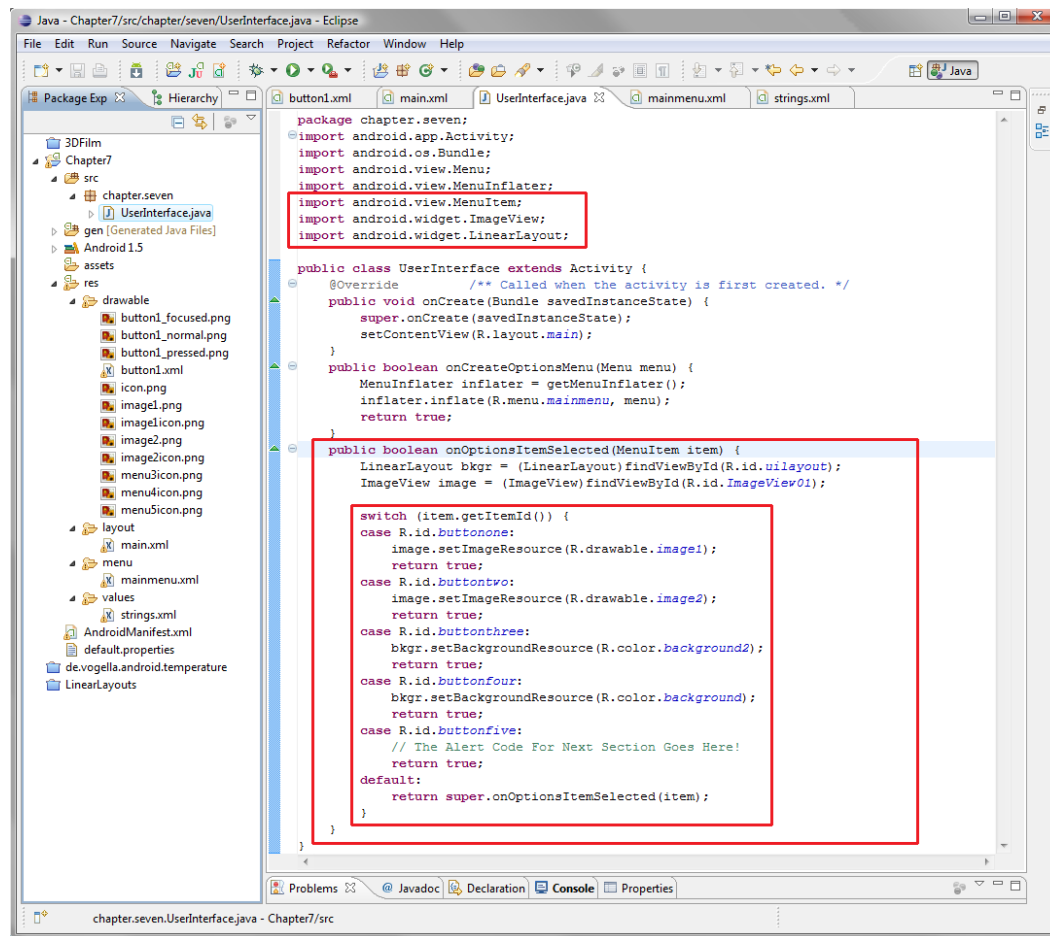 Java - Chapter7/src/chapter/seven/UserInterface.java - Eclipse
File Edit Run Source Navigate Search Project Refactor Window Help
Java
Package Exp Hierarchy
3DFilm
Chapter7
src
chapter.seven
UserInterface.java
gen [Generated Java Files]
Android 1.5
assets
res
drawable
button1_focused.png
button1_normal.png
button1_pressed.png
button1.xml
icon.png
image1.png
image1icon.png
image2.png
image2icon.png
menu3icon.png
menu4icon.png
menu5icon.png
layout
main.xml
menu
mainmenu.xml
values
strings.xml
AndroidManifest.xml
default.properties
de.vogella.android.temperature
LinearLayouts
button1.xml main.xml UserInterface.java mainmenu.xml strings.xml
package chapter.seven;
import android.app.Activity;
import android.os.Bundle;
import android.view.Menu;
import android.view.MenuInflater;
import android.view.MenuItem;
import android.widget.ImageView;
import android.widget.LinearLayout;
public class UserInterface extends Activity {
@Override /** Called when the activity is first created. */
public void onCreate(Bundle savedInstanceState) {
super.onCreate(savedInstanceState);
setContentView(R.layout.main);
}
public boolean onCreateOptionsMenu(Menu menu) {
MenuInflater inflater = getMenuInflater();
inflater.inflate(R.menu.mainmenu, menu);
return true;
}
public boolean onOptionsItemSelected(MenuItem item) {
LinearLayout bkgr = (LinearLayout)findViewById(R.id.uilayout);
ImageView image = (ImageView)findViewById(R.id.ImageView01);
switch (item.getItemId()) {
case R.id.buttonone:
image.setImageResource(R.drawable.image1);
return true;
case R.id.buttontwo:
image.setImageResource(R.drawable.image2);
return true;
case R.id.buttonthree:
bkgr.setBackgroundResource(R.color.background2);
return true;
case R.id.buttonfour:
bkgr.setBackgroundResource(R.color.background);
return true;
case R.id.buttonfive:
// The Alert Code For Next Section Goes Here!
return true;
default:
return super.onOptionsItemSelected(item);
}
}
}
Problems @ Javadoc Declaration Console Properties
chapter.seven.UserInterface.java - Chapter7/src